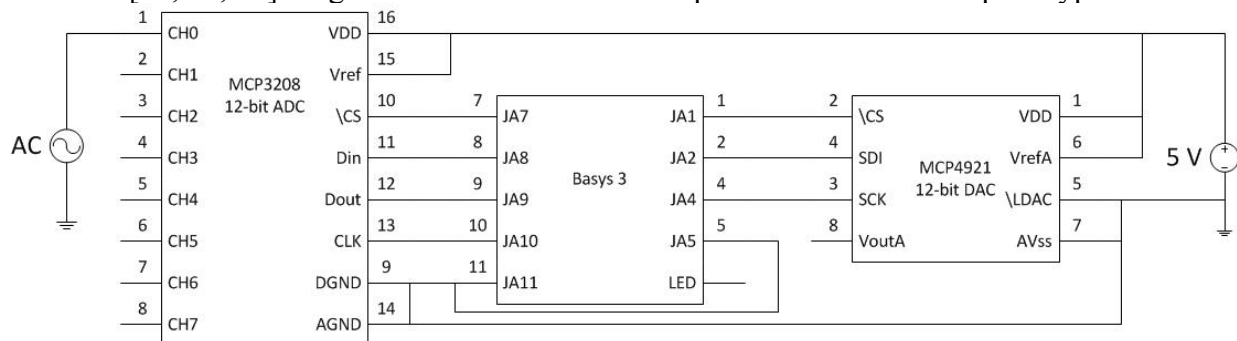 1
CH0
2
CH1
3
CH2
4
CH3
5
CH4
6
CH5
7
CH6
8
CH7
MCP3208
12-bit ADC
16
VDD
15
Vref
10
\CS
11
Din
12
Dout
13
CLK
9
DGND
14
AGND
AC
7
JA7
8
JA8
9
JA9
10
JA10
11
JA11
Basys 3
1
JA1
2
JA2
4
JA4
5
JA5
LED
2
\CS
4
SDI
3
SCK
8
VoutA
MCP4921
12-bit DAC
1
VDD
6
VrefA
5
\LDAC
7
AVss
5 V